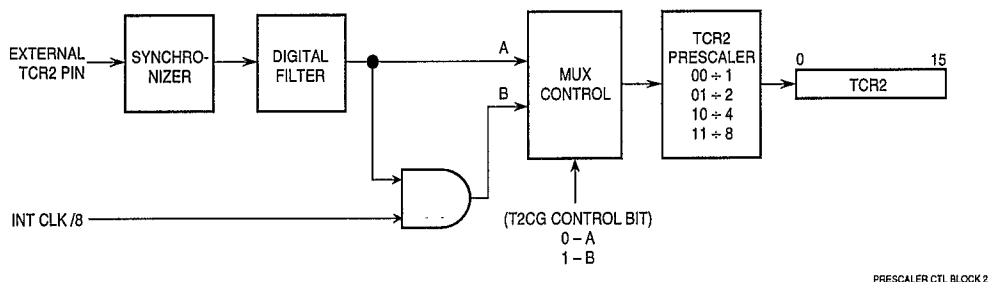 EXTERNAL
TCR2 PIN
SYNCHRO-
NIZER
DIGITAL
FILTER
A
B
MUX
CONTROL
TCR2
PRESCALER
00 ÷ 1
01 ÷ 2
10 ÷ 4
11 ÷ 8
0 15
TCR2
INT CLK /8
(T2CG CONTROL BIT)
0 – A
1 – B
PRESCALER CTL BLOCK 2